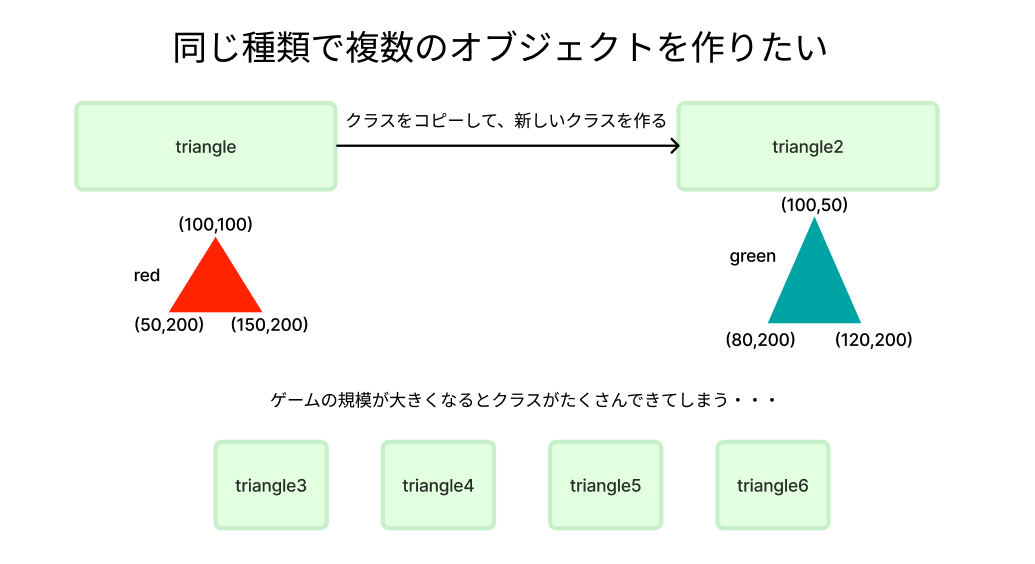 同じ種類で複数のオブジェクトを作りたい
triangle
クラスをコピーして、新しいクラスを作る
triangle2
(100,100)
red
(50,200)
(150,200)
(100,50)
green
(80,200)
(120,200)
ゲームの規模が大きくなるとクラスがたくさんできてしまう・・・
triangle3
triangle4
triangle5
triangle6